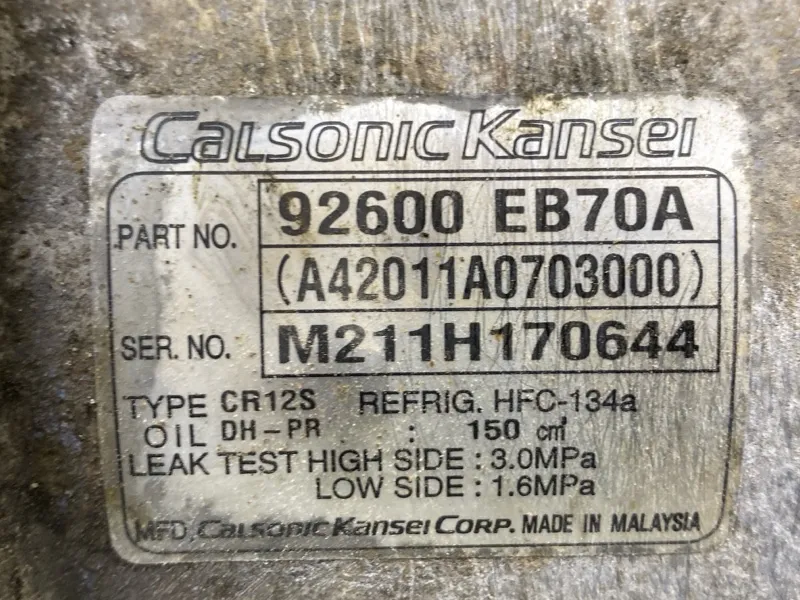 Calsonic Kansei
PART NO. 92600 EB70A
(A42011A0703000)
SER. NO. M211H170644
TYPE CR12S REFRIG. HFC-134a
OIL DH-PR : 150 cm³
LEAK TEST HIGH SIDE : 3.0MPa
LOW SIDE : 1.6MPa
MFD. CALSONIC KANSEI CORP. MADE IN MALAYSIA